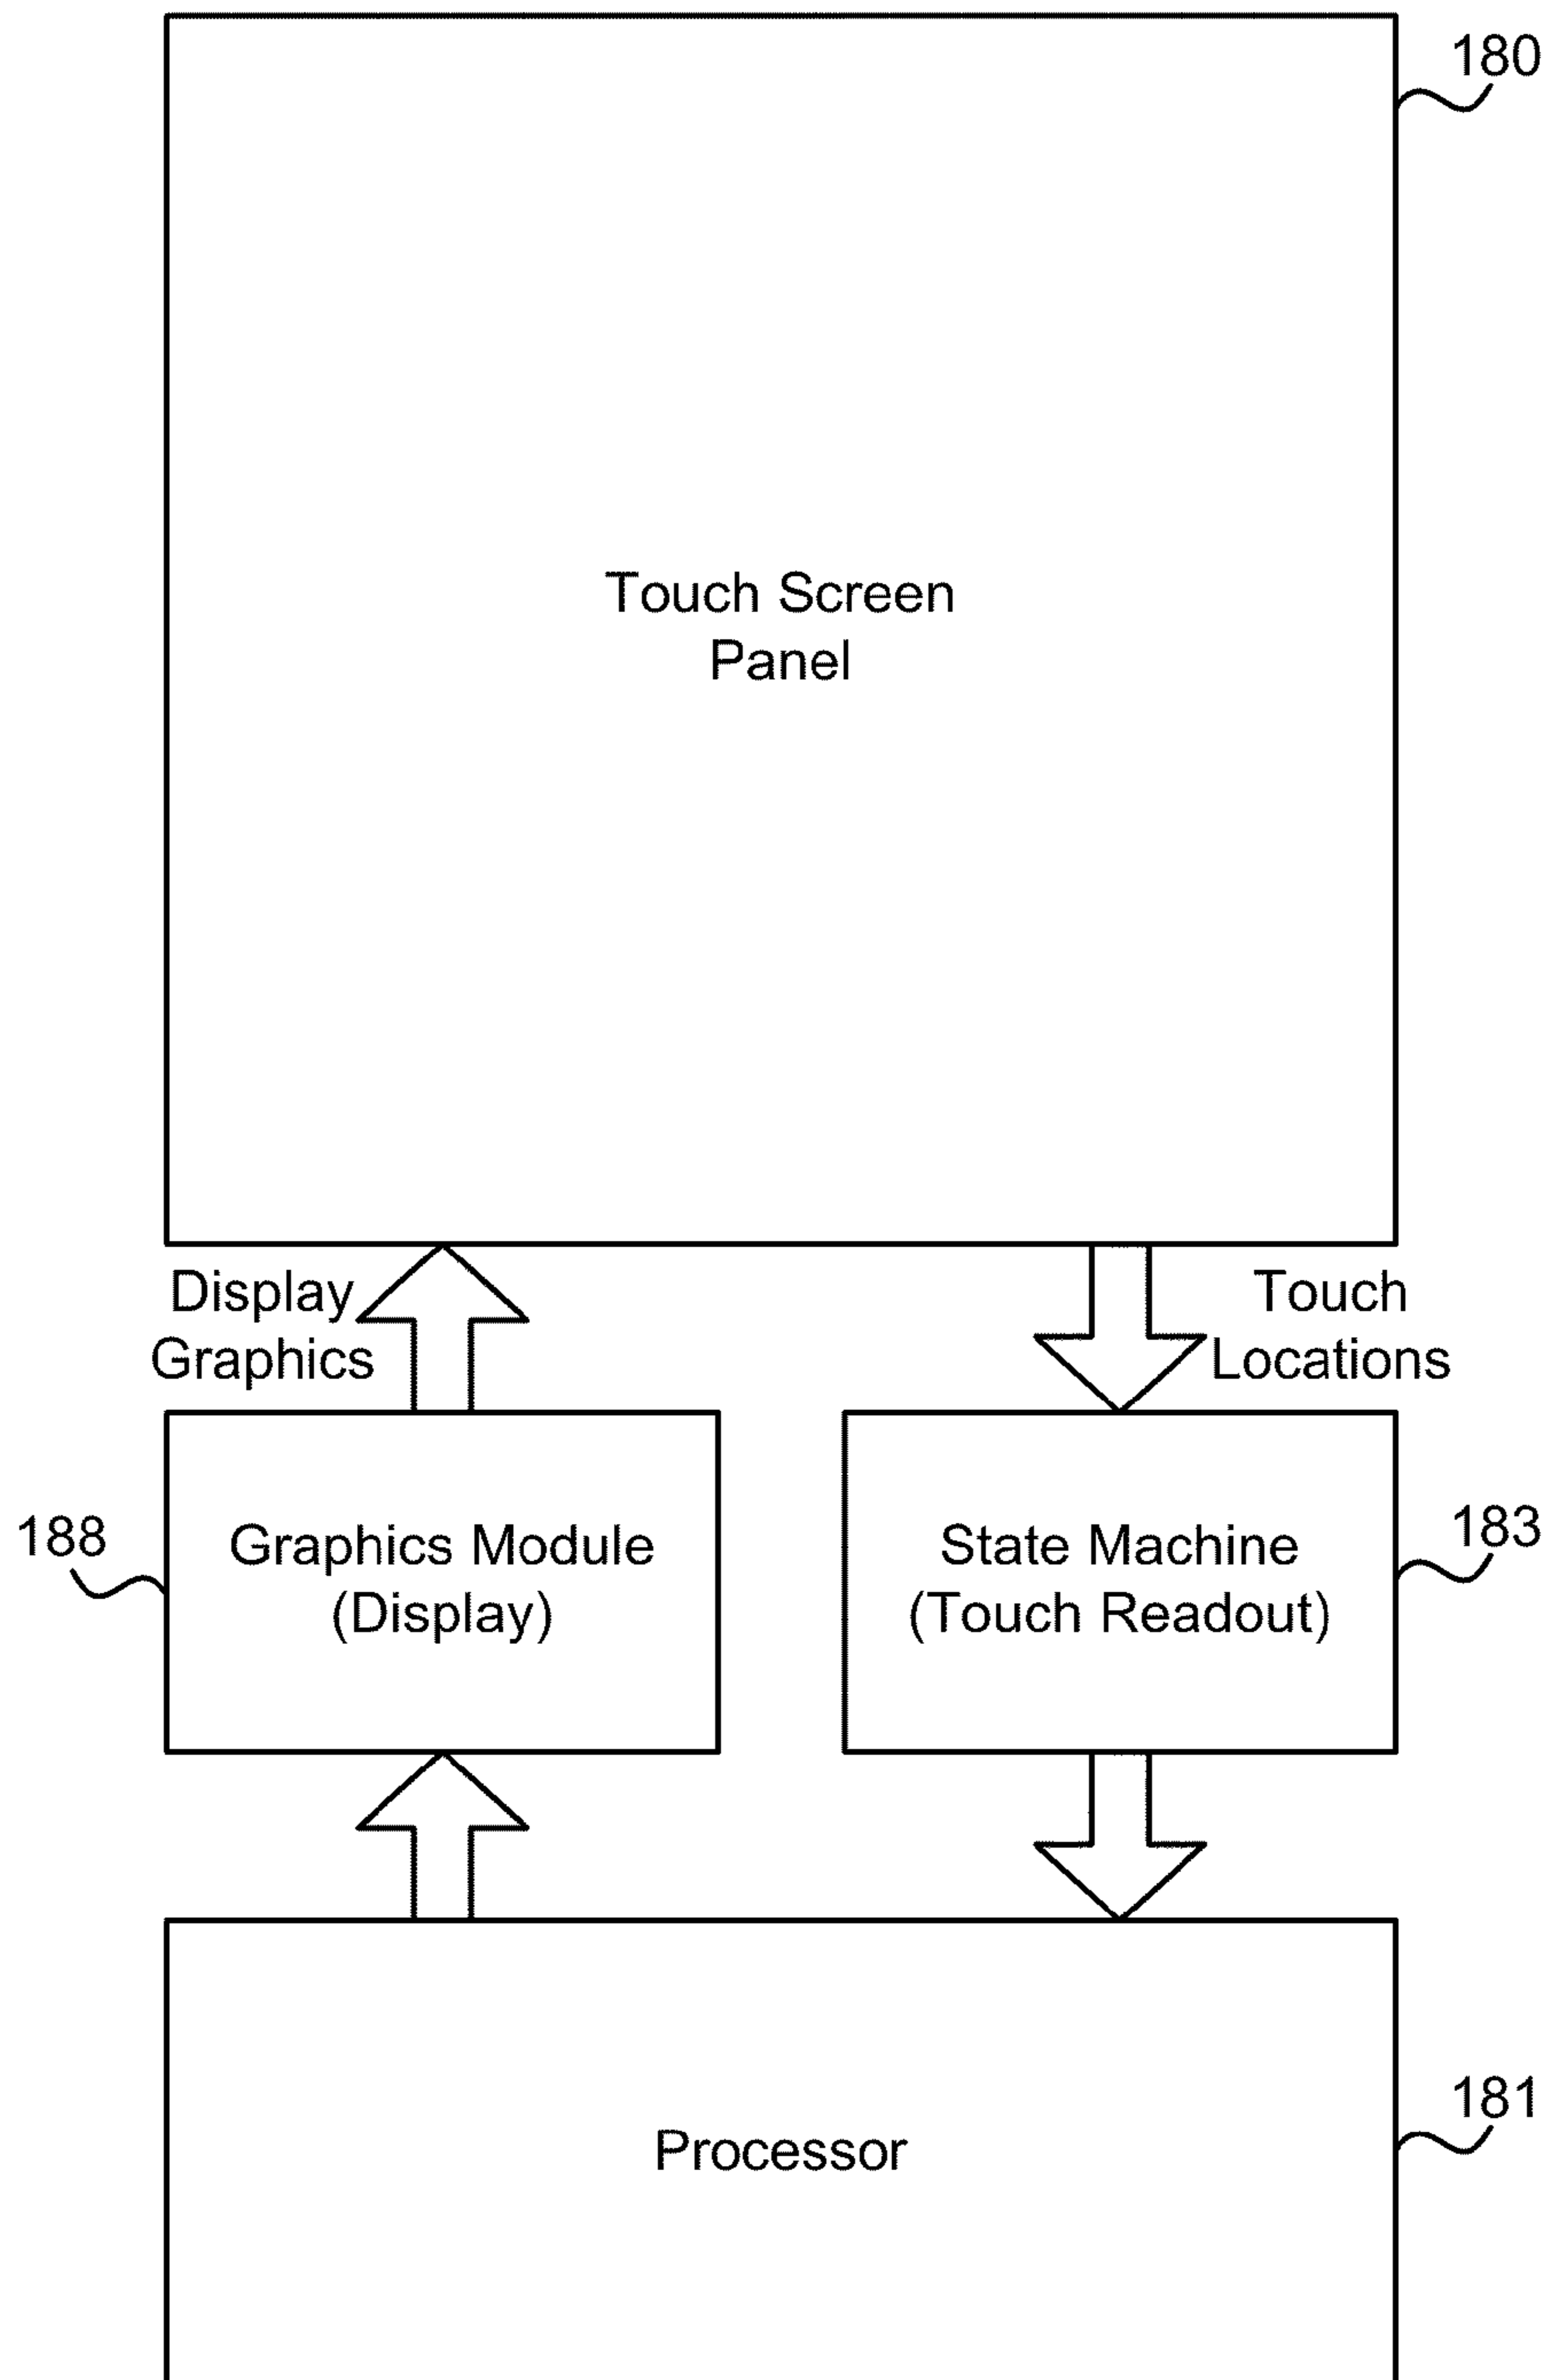 180
Touch Screen
Panel
Display
Graphics
Touch
Locations
188
Graphics Module
(Display)
State Machine
(Touch Readout)
183
Processor
181